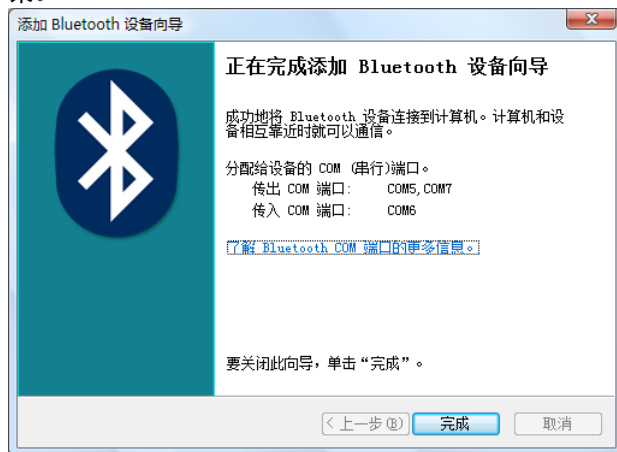 添加 Bluetooth 设备向导
正在完成添加 Bluetooth 设备向导
成功地将 Bluetooth 设备连接到计算机。计算机和设
备相互靠近时就可以通信。
分配给设备的 COM (串行)端口。
传出 COM 端口: COM5,COM7
传入 COM 端口: COM6
了解 Bluetooth COM 端口的更多信息。
要关闭此向导，单击“完成”。
<上一步(B) 完成 取消